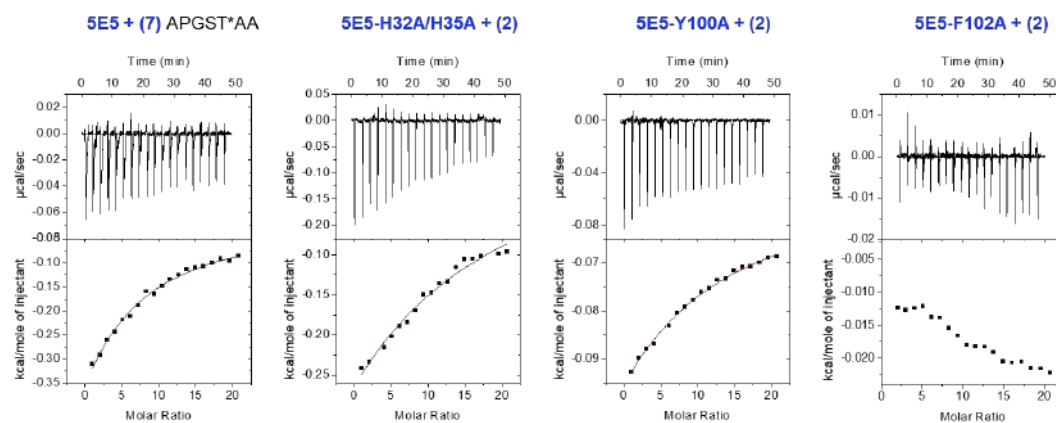 5E5 + (7) APGST*AA
Time (min)
0 10 20 30 40 50
0.02
0.00
-0.02
-0.04
-0.06
-0.08
µcal/sec
-0.10
-0.15
-0.20
-0.25
-0.30
-0.35
kcal/mole of injectant
0 5 10 15 20
Molar Ratio
5E5-H32A/H35A + (2)
Time (min)
0 10 20 30 40 50
0.05
0.00
-0.05
-0.10
-0.15
-0.20
µcal/sec
-0.10
-0.15
-0.20
-0.25
kcal/mole of injectant
0 5 10 15 20
Molar Ratio
5E5-Y100A + (2)
Time (min)
0 10 20 30 40 50
0.00
-0.04
-0.08
µcal/sec
-0.07
-0.08
-0.09
kcal/mole of injectant
0 5 10 15 20
Molar Ratio
5E5-F102A + (2)
Time (min)
0 10 20 30 40 50
0.01
0.00
-0.01
-0.02
µcal/sec
-0.010
-0.015
-0.020
kcal/mole of injectant
0 5 10 15 20
Molar Ratio